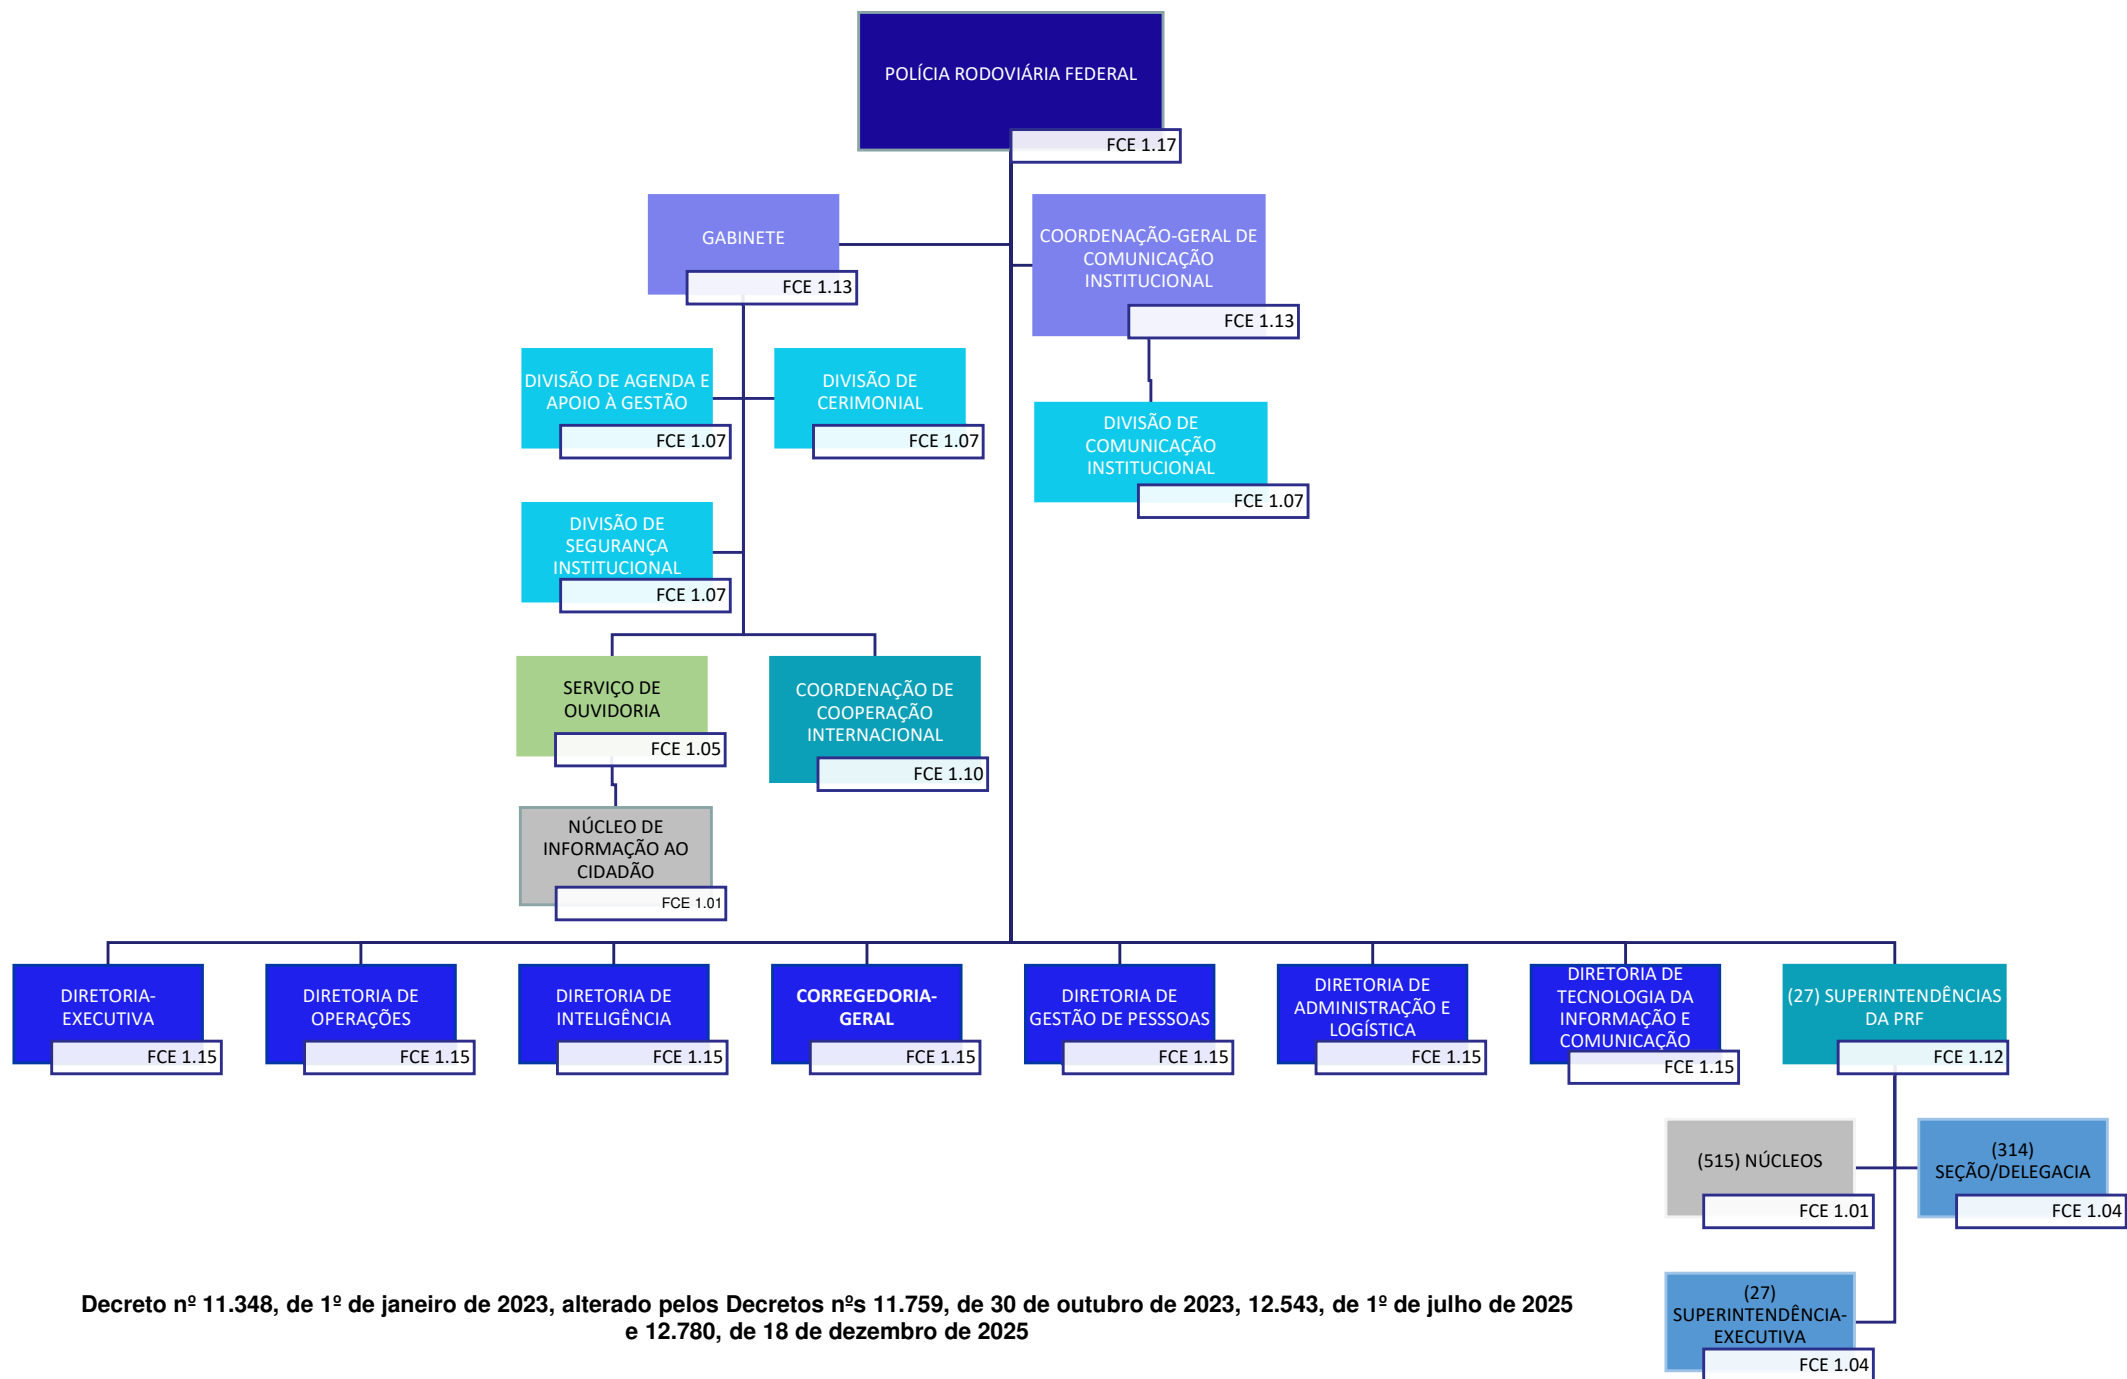 POLÍCIA RODOVIÁRIA FEDERAL
FCE 1.17
GABINETE
FCE 1.13
COORDENAÇÃO-GERAL DE
COMUNICAÇÃO
INSTITUCIONAL
FCE 1.13
DIVISÃO DE AGENDA E
APOIO À GESTÃO
FCE 1.07
DIVISÃO DE
CERIMONIAL
FCE 1.07
DIVISÃO DE
COMUNICAÇÃO
INSTITUCIONAL
FCE 1.07
DIVISÃO DE
SEGURANÇA
INSTITUCIONAL
FCE 1.07
SERVIÇO DE
OUVIDORIA
FCE 1.05
COORDENAÇÃO DE
COOPERAÇÃO
INTERNACIONAL
FCE 1.10
NÚCLEO DE
INFORMAÇÃO AO
CIDADÃO
FCE 1.01
DIRETORIA-
EXECUTIVA
FCE 1.15
DIRETORIA DE
OPERAÇÕES
FCE 1.15
DIRETORIA DE
INTELIGÊNCIA
FCE 1.15
CORREGEDORIA-
GERAL
FCE 1.15
DIRETORIA DE
GESTÃO DE PESSSOAS
FCE 1.15
DIRETORIA DE
ADMINISTRAÇÃO E
LOGÍSTICA
FCE 1.15
DIRETORIA DE
TECNOLOGIA DA
INFORMAÇÃO E
COMUNICAÇÃO
FCE 1.15
(27) SUPERINTENDÊNCIAS
DA PRF
FCE 1.12
(515) NÚCLEOS
FCE 1.01
(314)
SEÇÃO/DELEGACIA
FCE 1.04
(27)
SUPERINTENDÊNCIA-
EXECUTIVA
FCE 1.04
Decreto nº 11.348, de 1º de janeiro de 2023, alterado pelos Decretos nºs 11.759, de 30 de outubro de 2023, 12.543, de 1º de julho de 2025
e 12.780, de 18 de dezembro de 2025